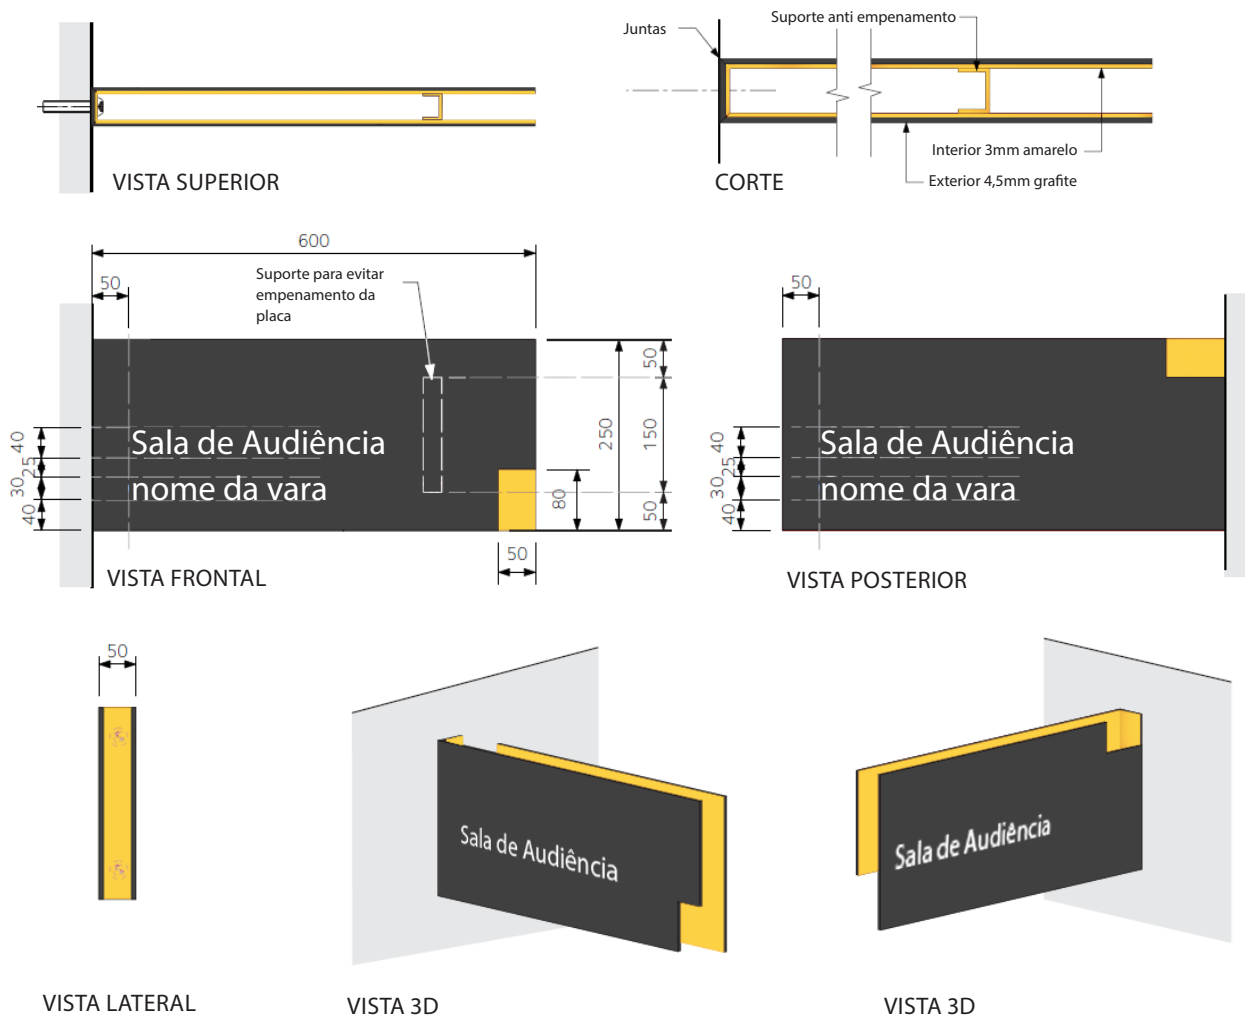 Juntas
Suporte anti empenamento
Interior 3mm amarelo
Exterior 4,5mm grafite
VISTA SUPERIOR
CORTE
600
50
Suporte para evitar
empenamento da
placa
50
250
150
50
80
50
40
25
30
40
Sala de Audiência
nome da vara
VISTA FRONTAL
50
40
25
30
40
Sala de Audiência
nome da vara
VISTA POSTERIOR
50
VISTA LATERAL
Sala de Audiência
VISTA 3D
Sala de Audiência
VISTA 3D